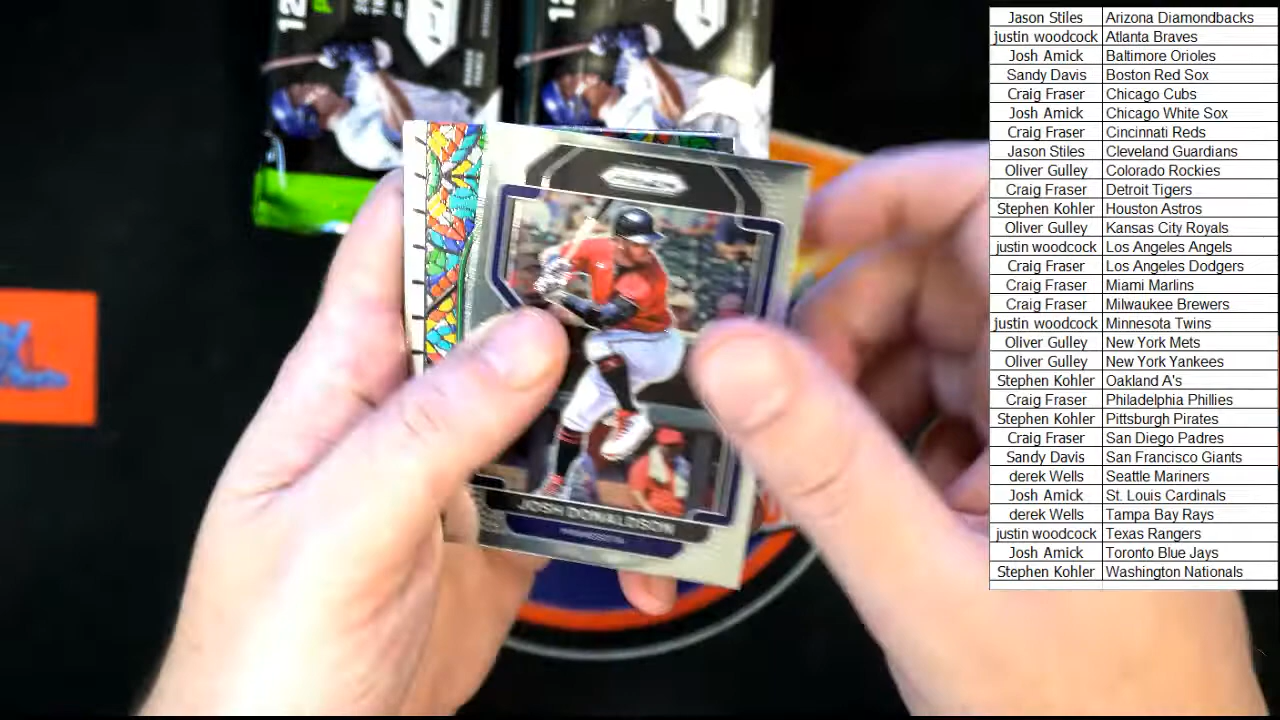 12
12
PRIZM
JOSH DONALDSON
MINNESOTA
Jason Stiles Arizona Diamondbacks
justin woodcock Atlanta Braves
Josh Amick Baltimore Orioles
Sandy Davis Boston Red Sox
Craig Fraser Chicago Cubs
Josh Amick Chicago White Sox
Craig Fraser Cincinnati Reds
Jason Stiles Cleveland Guardians
Oliver Gulley Colorado Rockies
Craig Fraser Detroit Tigers
Stephen Kohler Houston Astros
Oliver Gulley Kansas City Royals
justin woodcock Los Angeles Angels
Craig Fraser Los Angeles Dodgers
Craig Fraser Miami Marlins
Craig Fraser Milwaukee Brewers
justin woodcock Minnesota Twins
Oliver Gulley New York Mets
Oliver Gulley New York Yankees
Stephen Kohler Oakland A's
Craig Fraser Philadelphia Phillies
Stephen Kohler Pittsburgh Pirates
Craig Fraser San Diego Padres
Sandy Davis San Francisco Giants
derek Wells Seattle Mariners
Josh Amick St. Louis Cardinals
derek Wells Tampa Bay Rays
justin woodcock Texas Rangers
Josh Amick Toronto Blue Jays
Stephen Kohler Washington Nationals